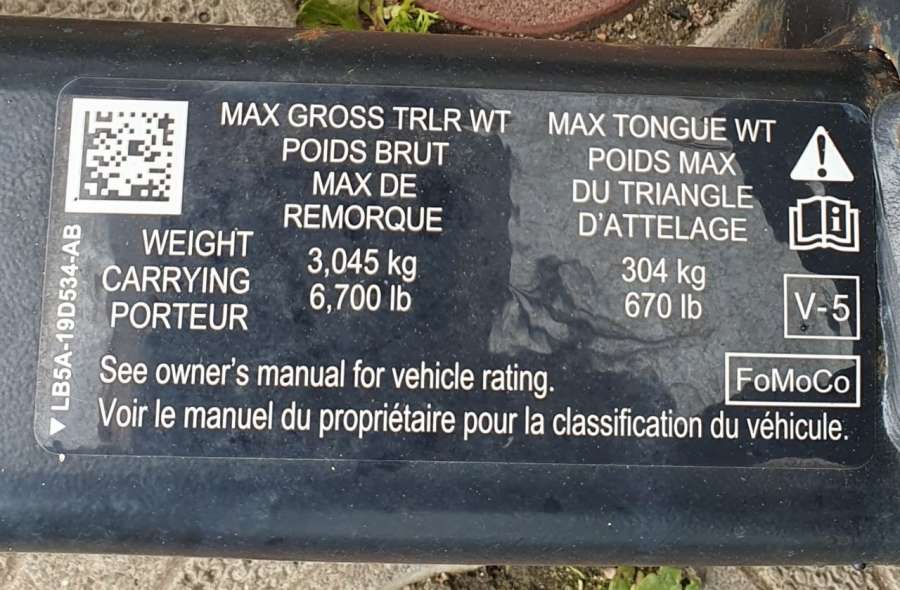 MAX GROSS TRLR WT
POIDS BRUT
MAX DE
REMORQUE
MAX TONGUE WT
POIDS MAX
DU TRIANGLE
D'ATTELAGE
WEIGHT
CARRYING
PORTEUR
3,045 kg
6,700 lb
304 kg
670 lb
V-5
FoMoCo
See owner's manual for vehicle rating.
Voir le manuel du propriétaire pour la classification du véhicule.
LB5A-19D534-AB